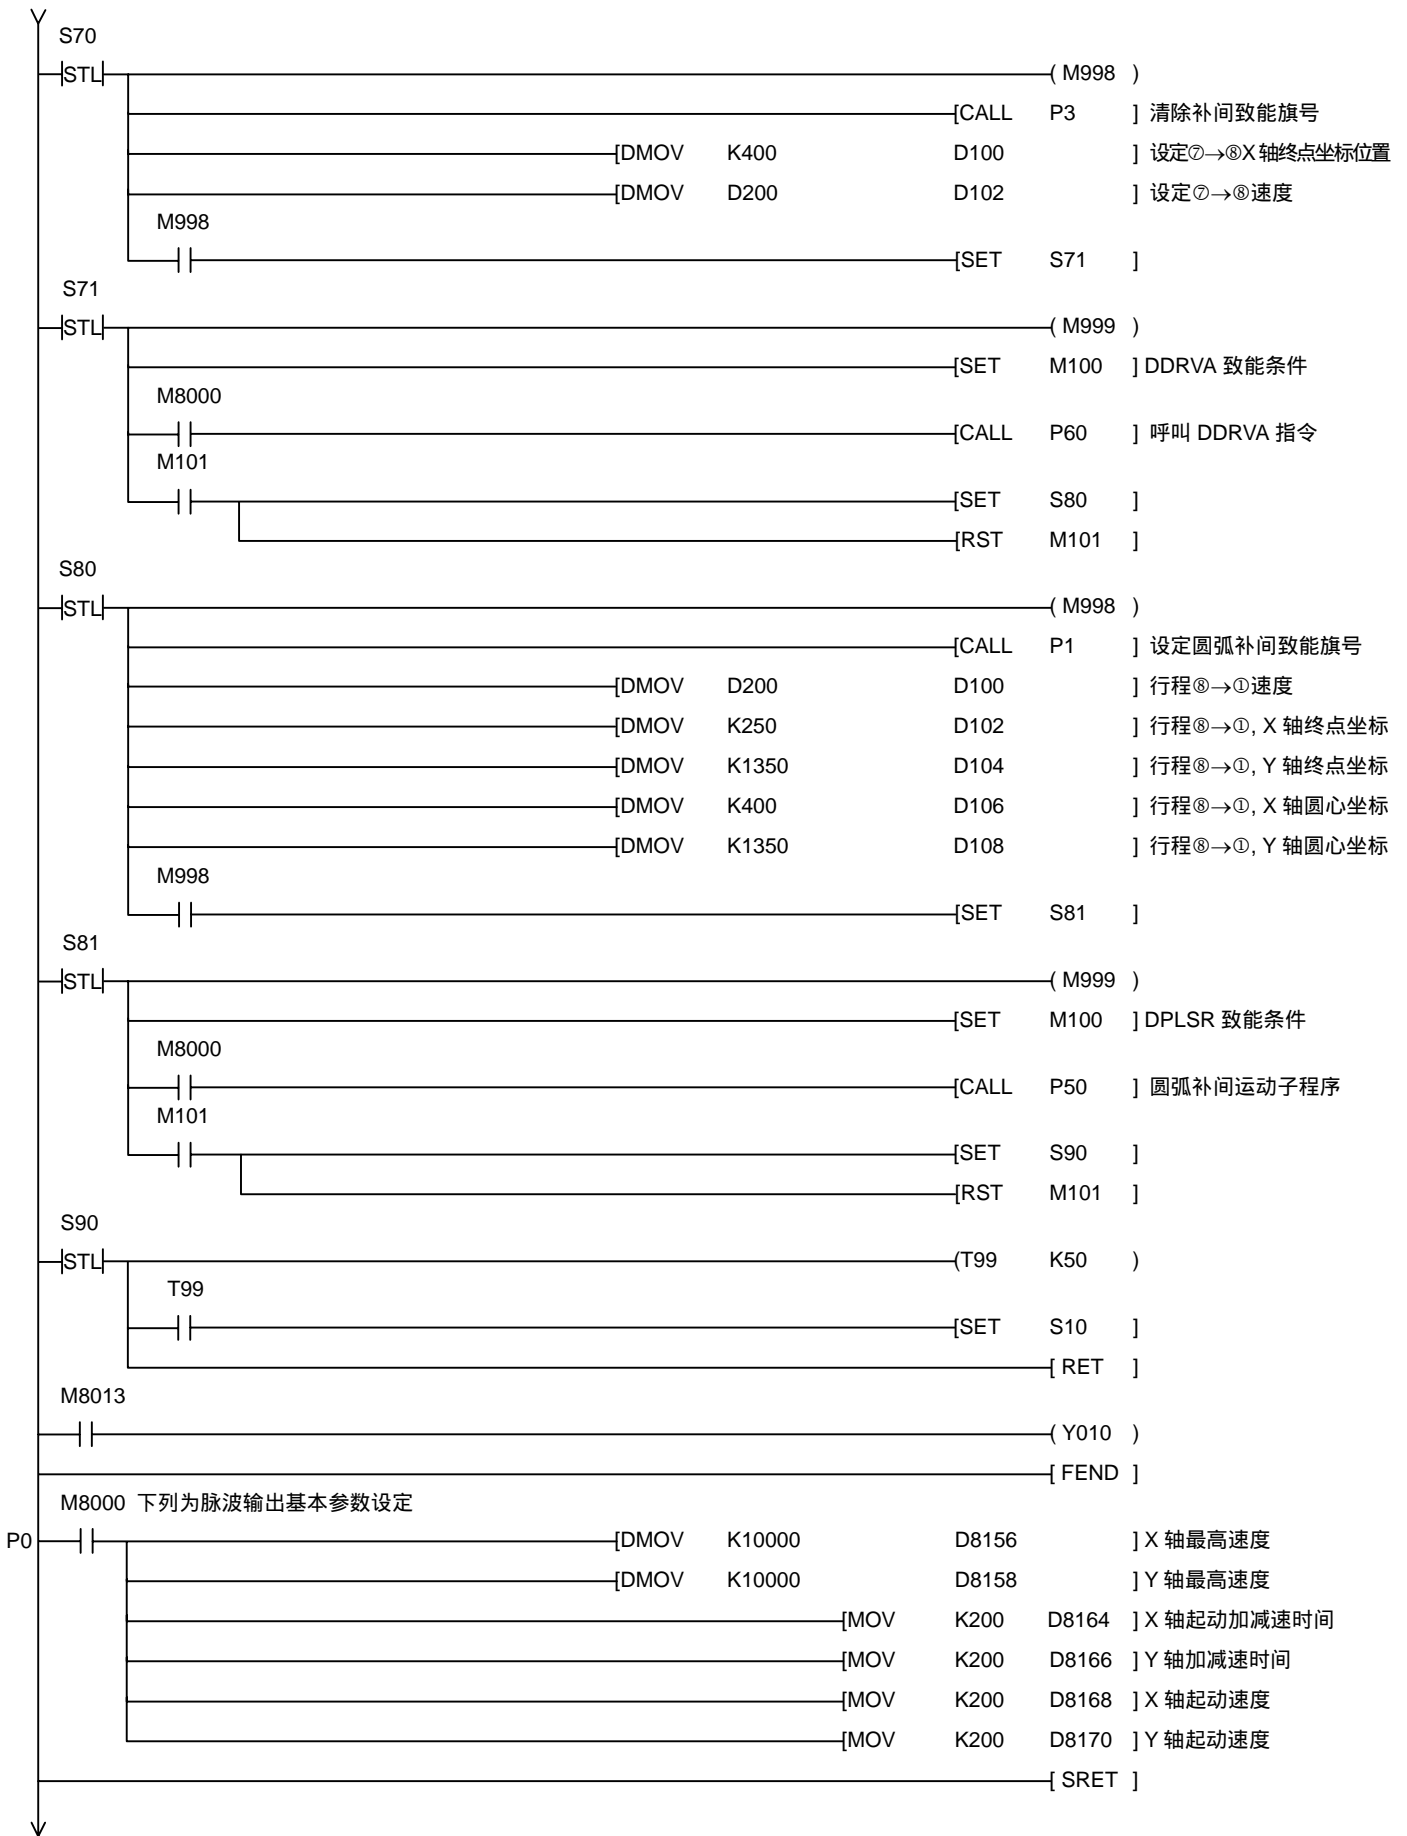 S70
STL ( M998 )
[CALL P3 ] 清除补间致能旗号
[DMOV K400 D100 ] 设定⑦→⑧X 轴终点坐标位置
[DMOV D200 D102 ] 设定⑦→⑧速度
M998
[SET S71 ]
S71
STL ( M999 )
[SET M100 ] DDRVA 致能条件
M8000
[CALL P60 ] 呼叫 DDRVA 指令
M101
[SET S80 ]
[RST M101 ]
S80
STL ( M998 )
[CALL P1 ] 设定圆弧补间致能旗号
[DMOV D200 D100 ] 行程⑧→①速度
[DMOV K250 D102 ] 行程⑧→①, X 轴终点坐标
[DMOV K1350 D104 ] 行程⑧→①, Y 轴终点坐标
[DMOV K400 D106 ] 行程⑧→①, X 轴圆心坐标
[DMOV K1350 D108 ] 行程⑧→①, Y 轴圆心坐标
M998
[SET S81 ]
S81
STL ( M999 )
[SET M100 ] DPLSR 致能条件
M8000
[CALL P50 ] 圆弧补间运动子程序
M101
[SET S90 ]
[RST M101 ]
S90
STL (T99 K50 )
T99
[SET S10 ]
[ RET ]
M8013
( Y010 )
[ FEND ]
M8000 下列为脉波输出基本参数设定
P0 [DMOV K10000 D8156 ] X 轴最高速度
[DMOV K10000 D8158 ] Y 轴最高速度
[MOV K200 D8164 ] X 轴起动加减速时间
[MOV K200 D8166 ] Y 轴加减速时间
[MOV K200 D8168 ] X 轴起动速度
[MOV K200 D8170 ] Y 轴起动速度
[ SRET ]